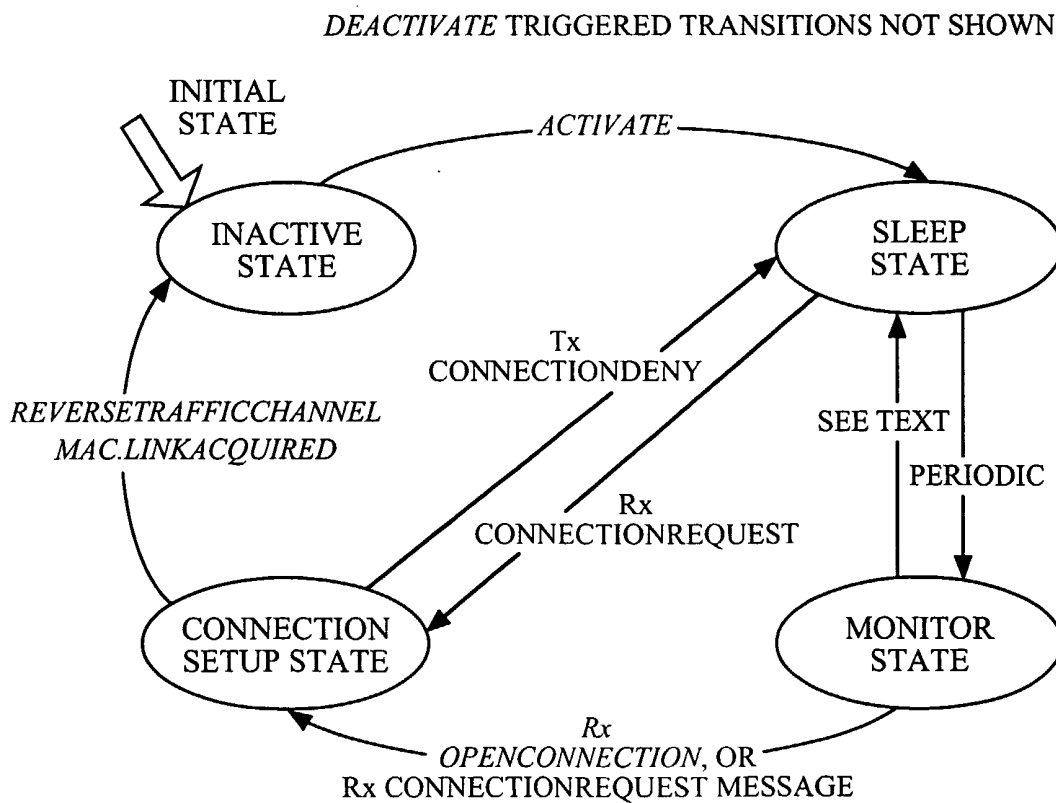 DEACTIVATE TRIGGERED TRANSITIONS NOT SHOWN
INITIAL
STATE
ACTIVATE
INACTIVE
STATE
SLEEP
STATE
Tx
CONNECTIONDENY
REVERSETRAFFICCHANNEL
MAC.LINKACQUIRED
SEE TEXT
PERIODIC
Rx
CONNECTIONREQUEST
CONNECTION
SETUP STATE
MONITOR
STATE
Rx
OPENCONNECTION, OR
Rx CONNECTIONREQUEST MESSAGE